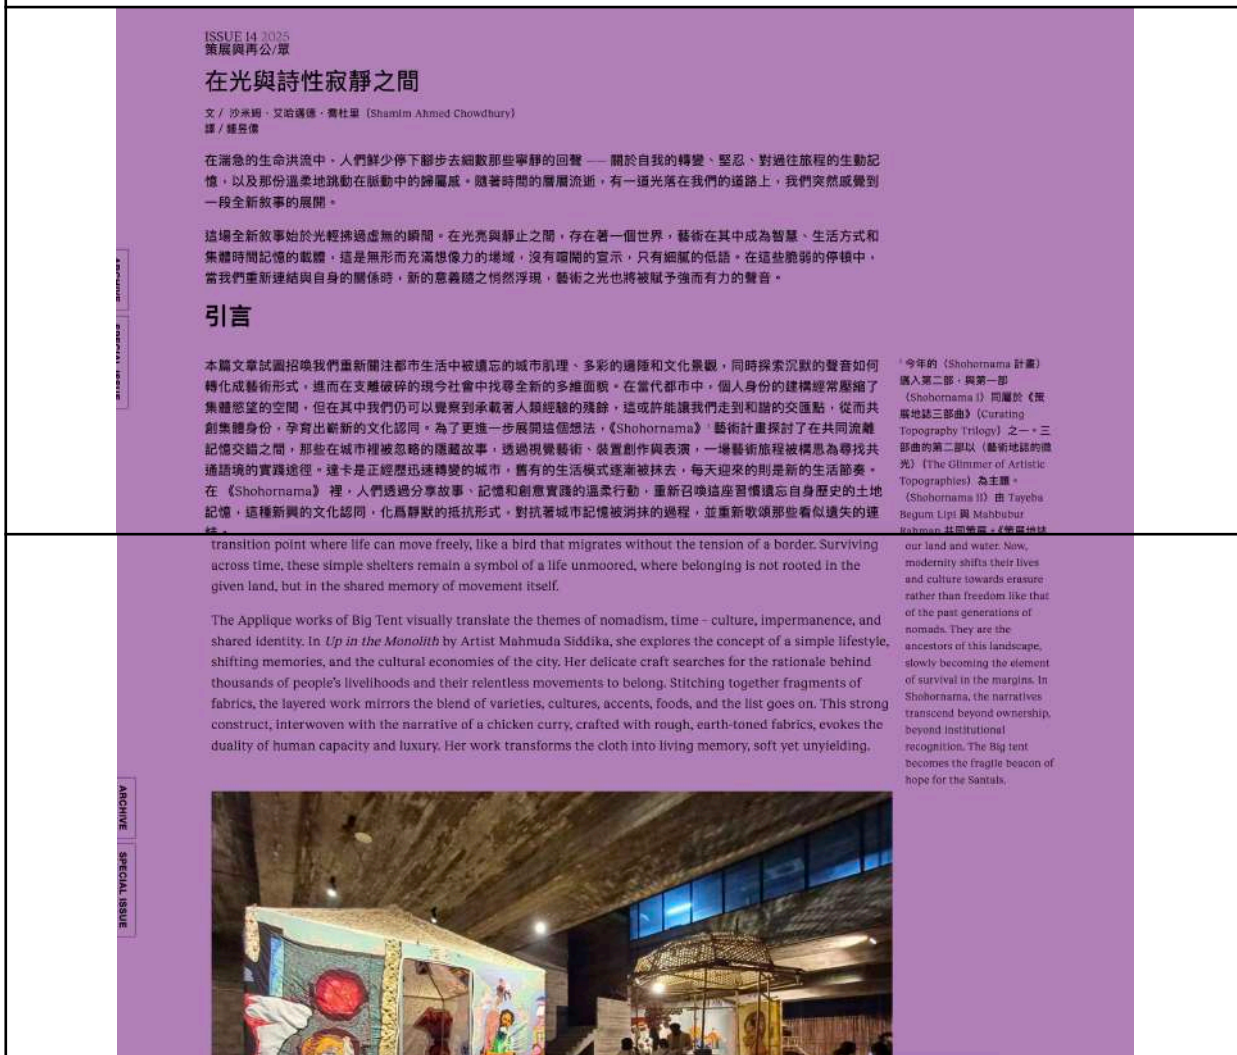 ISSUE 14 2025
策展與再公/眾
在光與詩性寂靜之間
文 / 沙米姆・艾哈邁德・喬杜里（Shamim Ahmed Chowdhury）
譯 / 鍾昱儒
在湍急的生命洪流中，人們鮮少停下腳步去細數那些寧靜的回聲 —— 關於自我的轉變、堅忍、對過往旅程的生動記
憶，以及那份溫柔地跳動在脈動中的歸屬感。隨著時間的層層流逝，有一道光落在我們的道路上，我們突然感覺到
一段全新敘事的展開。
這場全新敘事始於光輕拂過虛無的瞬間。在光亮與靜止之間，存在著一個世界，藝術在其中成為智慧、生活方式和
集體時間記憶的載體，這是無形而充滿想像力的場域，沒有喧鬧的宣示，只有細膩的低語。在這些脆弱的停頓中，
當我們重新連結與自身的關係時，新的意義隨之悄然浮現，藝術之光也將被賦予強而有力的聲音。
引言
本篇文章試圖招喚我們重新關注都市生活中被遺忘的城市肌理、多彩的邊陲和文化景觀，同時探索沉默的聲音如何
轉化成藝術形式，進而在支離破碎的現今社會中找尋全新的多維面貌。在當代都市中，個人身份的建構經常壓縮了
集體慾望的空間，但在其中我們仍可以覺察到承載著人類經驗的殘餘，這或許能讓我們走到和諧的交匯點，從而共
創集體身份，孕育出嶄新的文化認同。為了更進一步展開這個想法，《Shohornama》¹藝術計畫探討了在共同流離
記憶交錯之間，那些在城市裡被忽略的隱藏故事，透過視覺藝術、裝置創作與表演，一場藝術旅程被構思為尋找共
通語境的實踐途徑。達卡是正經歷迅速轉變的城市，舊有的生活模式逐漸被抹去，每天迎來的則是新的生活節奏。
在 《Shohornama》 裡，人們透過分享故事、記憶和創意實踐的溫柔行動，重新召喚這座習慣遺忘自身歷史的土地
記憶，這種新興的文化認同，化爲靜默的抵抗形式。對抗著城市記憶被消抹的過程，並重新歌頌那些看似遺失的連
結。
¹ 今年的〈Shohornama 計畫〉
邁入第二部，與第一部
〈Shohornama I〉同屬於《策
展地誌三部曲》（Curating
Topography Trilogy）之一。三
部曲的第二部以〈藝術地誌的微
光〉（The Glimmer of Artistic
Topographies）為主題。
〈Shohornama II〉由 Tayeba
Begum Lipi 與 Mahbubur
Rahman 共同策展。《策展地誌
ARCHIVE
SPECIAL ISSUE
transition point where life can move freely, like a bird that migrates without the tension of a border. Surviving
across time, these simple shelters remain a symbol of a life unmoored, where belonging is not rooted in the
given land, but in the shared memory of movement itself.
The Applique works of Big Tent visually translate the themes of nomadism, time – culture, impermanence, and
shared identity. In Up in the Monolith by Artist Mahmuda Siddika, she explores the concept of a simple lifestyle,
shifting memories, and the cultural economies of the city. Her delicate craft searches for the rationale behind
thousands of people's livelihoods and their relentless movements to belong. Stitching together fragments of
fabrics, the layered work mirrors the blend of varieties, cultures, accents, foods, and the list goes on. This strong
construct, interwoven with the narrative of a chicken curry, crafted with rough, earth-toned fabrics, evokes the
duality of human capacity and luxury. Her work transforms the cloth into living memory, soft yet unyielding.
our land and water. Now,
modernity shifts their lives
and culture towards erasure
rather than freedom like that
of the past generations of
nomads. They are the
ancestors of this landscape,
slowly becoming the element
of survival in the margins. In
Shohornama, the narratives
transcend beyond ownership,
beyond institutional
recognition. The Big tent
becomes the fragile beacon of
hope for the Santals.
ARCHIVE
SPECIAL ISSUE